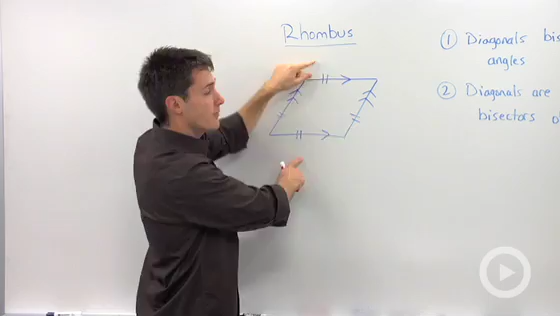 Rhombus
① Diagonals
angles
② Diagonals are
bisectors